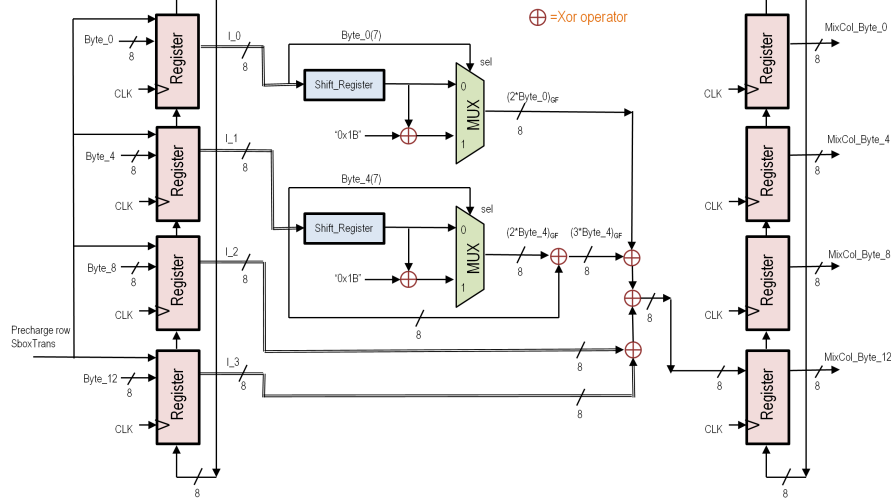 =Xor operator
Byte_0
8
CLK
Register
I_0
8
Byte_0(7)
Shift_Register
"0x1B"
sel
0
MUX
1
(2*Byte_0)GF
8
Register
CLK
MixCol_Byte_0
8
Byte_4
8
CLK
Register
I_1
8
Byte_4(7)
Shift_Register
"0x1B"
sel
0
MUX
1
(2*Byte_4)GF
8
(3*Byte_4)GF
8
8
Register
CLK
MixCol_Byte_4
8
Byte_8
8
CLK
Register
I_2
8
8
8
Register
CLK
MixCol_Byte_8
8
Precharge row
SboxTrans
Byte_12
8
CLK
Register
I_3
8
8
8
Register
CLK
MixCol_Byte_12
8
8
8